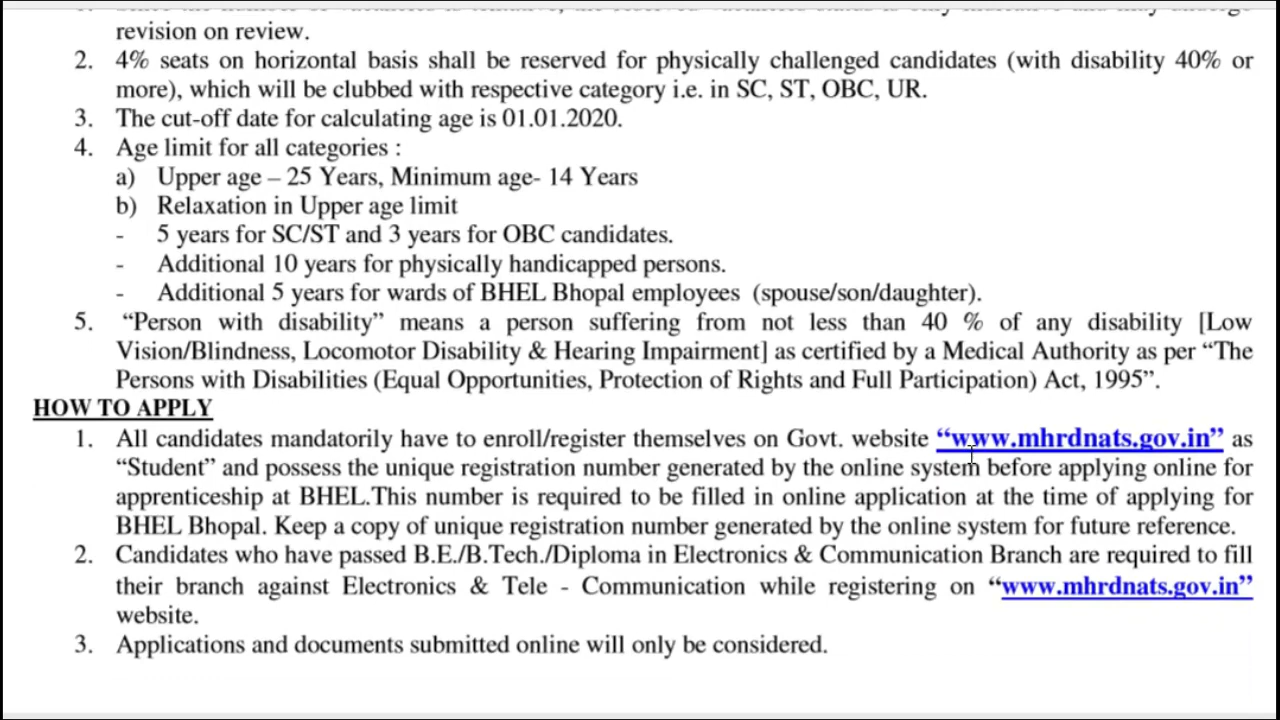 revision on review.
2. 4% seats on horizontal basis shall be reserved for physically challenged candidates (with disability 40% or
more), which will be clubbed with respective category i.e. in SC, ST, OBC, UR.
3. The cut-off date for calculating age is 01.01.2020.
4. Age limit for all categories :
a) Upper age – 25 Years, Minimum age- 14 Years
b) Relaxation in Upper age limit
- 5 years for SC/ST and 3 years for OBC candidates.
- Additional 10 years for physically handicapped persons.
- Additional 5 years for wards of BHEL Bhopal employees (spouse/son/daughter).
5. “Person with disability” means a person suffering from not less than 40 % of any disability [Low
Vision/Blindness, Locomotor Disability & Hearing Impairment] as certified by a Medical Authority as per “The
Persons with Disabilities (Equal Opportunities, Protection of Rights and Full Participation) Act, 1995”.
HOW TO APPLY
1. All candidates mandatorily have to enroll/register themselves on Govt. website “www.mhrdnats.gov.in” as
“Student” and possess the unique registration number generated by the online system before applying online for
apprenticeship at BHEL.This number is required to be filled in online application at the time of applying for
BHEL Bhopal. Keep a copy of unique registration number generated by the online system for future reference.
2. Candidates who have passed B.E./B.Tech./Diploma in Electronics & Communication Branch are required to fill
their branch against Electronics & Tele - Communication while registering on “www.mhrdnats.gov.in”
website.
3. Applications and documents submitted online will only be considered.